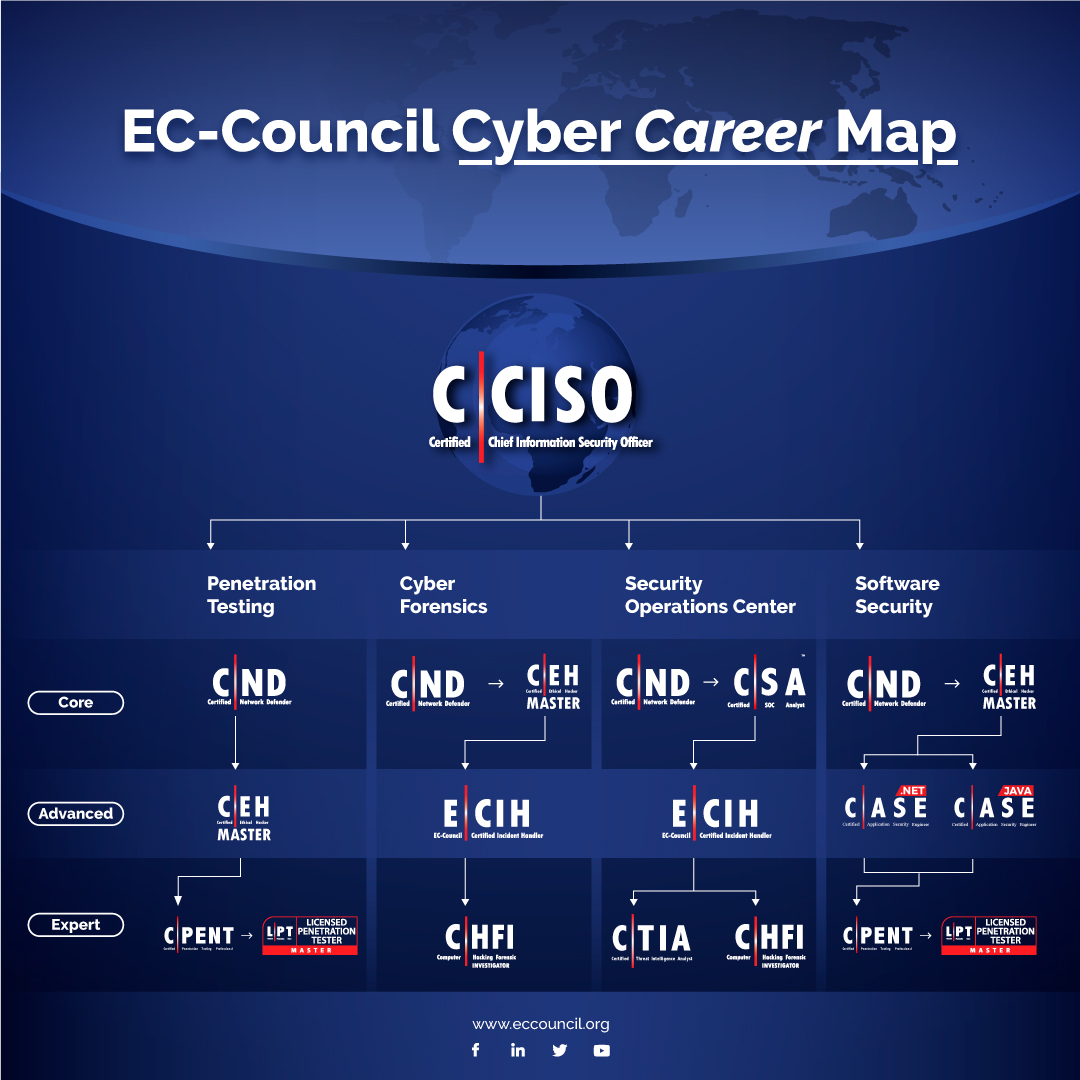 EC-Council Cyber Career Map
C|CISO
Certified Chief Information Security Officer
Penetration
Testing
Cyber
Forensics
Security
Operations Center
Software
Security
Core
C|ND
Certified Network Defender
C|ND
Certified Network Defender
→
C|EH
Certified Ethical Hacker
MASTER
C|ND
Certified Network Defender
→
C|SA™
Certified SOC Analyst
C|ND
Certified Network Defender
→
C|EH
Certified Ethical Hacker
MASTER
Advanced
C|EH
Certified Ethical Hacker
MASTER
E|CIH
EC-Council Certified Incident Handler
E|CIH
EC-Council Certified Incident Handler
.NET
C|ASE
Certified Application Security Engineer
JAVA
C|ASE
Certified Application Security Engineer
Expert
C|PENT
Certified Penetration Testing Professional
→
L|PT
LICENSED
PENETRATION
TESTER
MASTER
C|HFI
Computer Hacking Forensic
INVESTIGATOR
C|TIA
Certified Threat Intelligence Analyst
C|HFI
Computer Hacking Forensic
INVESTIGATOR
C|PENT
Certified Penetration Testing Professional
→
L|PT
LICENSED
PENETRATION
TESTER
MASTER
www.eccouncil.org